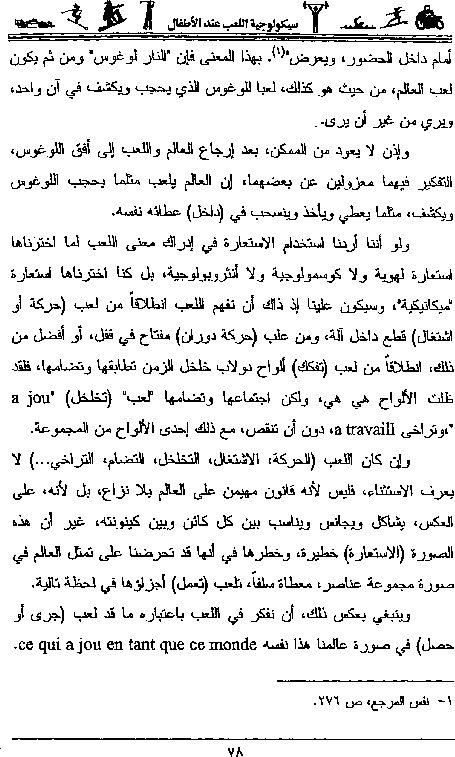 سيكولوجية اللعب عند الأطفال
أمام داخل للحضور، ويعرض"(١). بهذا المعنى فإن "النار لوغوس" ومن ثم يكون
لعب العالم، من حيث هو كذلك، لعبا للوغوس الذي يحجب ويكشف في آن واحد،
ويري من غير أن يرى.
وإذن لا يعود من الممكن، بعد إرجاع العالم واللعب إلى أفق اللوغوس،
التفكير فيهما معزولين عن بعضهما، إن العالم يلعب مثلما يحجب اللوغوس
ويكشف، مثلما يعطي ويأخذ وينسحب في (داخل) عطائه نفسه.
ولو أننا أردنا استخدام الاستعارة في إدراك معنى اللعب لما اخترناها
استعارة لهوية ولا كوسمولوجية ولا أنثروبولوجية، بل كنا اخترناها استعارة
"ميكانيكية"، وسيكون علينا إذ ذاك أن نفهم اللعب انطلاقاً من لعب (حركة أو
اشتغال) قطع داخل آلة، ومن علب (حركة دوران) مفتاح في قفل، أو أفضل من
ذلك، انطلاقاً من لعب (تفكك) ألواح دولاب خلخل الزمن تطابقها وتضامها، فلقد
ظلت الألواح هي هي، ولكن اجتماعها وتضامها "لعب" (تخلخل) "a jou
"،وتراخى a travaili، دون أن تنقص، مع ذلك إحدى الألواح من المجموعة.
وإن كان اللعب (الحركة، الاشتغال، التخلخل، التضام، التراخي...) لا
يعرف الاستثناء، فليس لأنه قانون مهيمن على العالم بلا نزاع، بل لأنه، على
العكس، يشاكل ويجانس ويناسب بين كل كائن وبين كينونته، غير أن هذه
الصورة (الاستعارة) خطيرة، وخطرها في أنها قد تحرضنا على تمثل العالم في
صورة مجموعة عناصر، معطاة سلفاً، تلعب (تعمل) أجزاؤها في لحظة تالية.
وينبغي بعكس ذلك، أن نفكر في اللعب باعتباره ما قد لعب (جرى أو
حصل) في صورة عالمنا هذا نفسه ce qui a jou en tant que ce monde.
١- نفس المرجع، ص ٢٧٦.
٧٨